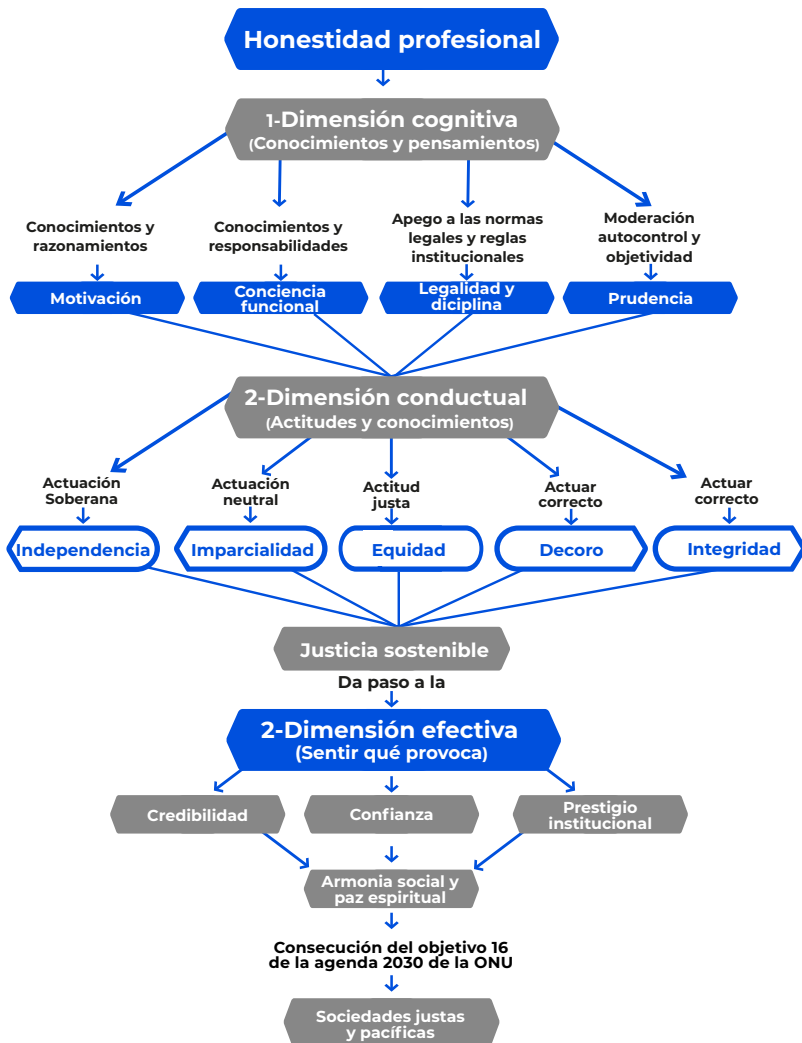 Honestidad profesional
1-Dimensión cognitiva
(Conocimientos y pensamientos)
Conocimientos y
razonamientos
Conocimientos y
responsabilidades
Apego a las normas
legales y reglas
institucionales
Moderación
autocontrol y
objetividad
Motivación
Conciencia
funcional
Legalidad y
diciplina
Prudencia
2-Dimensión conductual
(Actitudes y conocimientos)
Actuación
Soberana
Actuación
neutral
Actitud
justa
Actuar
correcto
Actuar
correcto
Independencia
Imparcialidad
Equidad
Decoro
Integridad
Justicia sostenible
Da paso a la
2-Dimensión efectiva
(Sentir qué provoca)
Credibilidad
Confianza
Prestigio
institucional
Armonia social y
paz espiritual
Consecución del objetivo 16
de la agenda 2030 de la ONU
Sociedades justas
y pacíficas